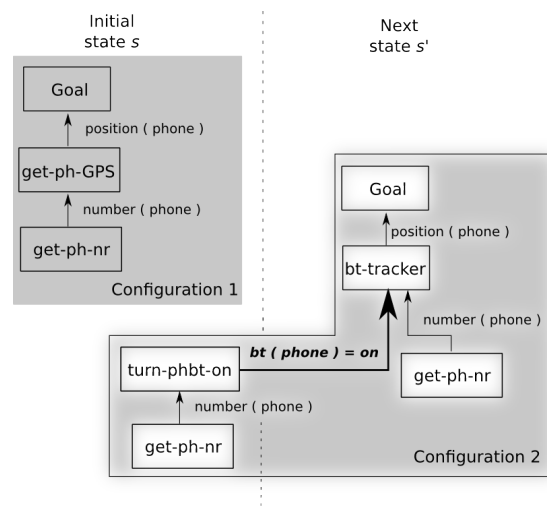 Initial
state s
Next
state s'
Goal
position ( phone )
get-ph-GPS
number ( phone )
get-ph-nr
Configuration 1
Goal
position ( phone )
bt-tracker
number ( phone )
bt ( phone ) = on
turn-phbt-on
get-ph-nr
number ( phone )
get-ph-nr
Configuration 2